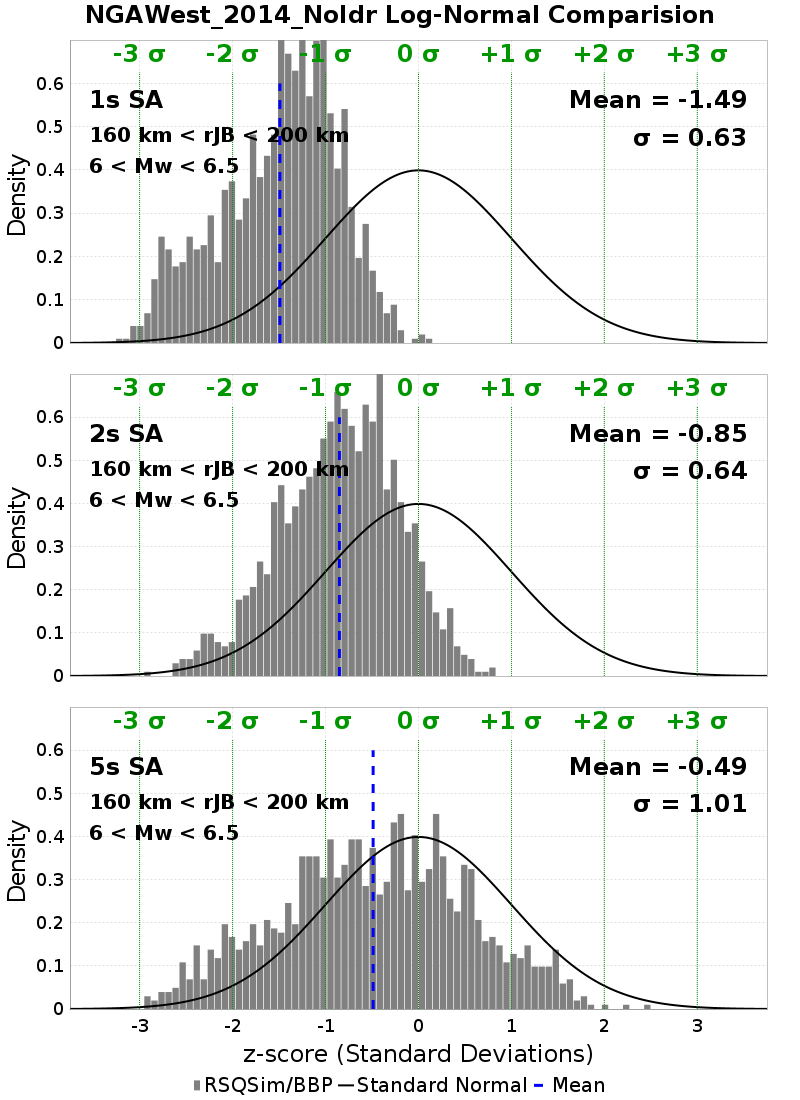 NGAWest_2014_NoIdr Log-Normal Comparision
-3 σ -2 σ -1 σ 0 σ +1 σ +2 σ +3 σ
1s SA
160 km < rJB < 200 km
6 < Mw < 6.5
Mean = -1.49
σ = 0.63
Density
0.6
0.5
0.4
0.3
0.2
0.1
0
-3 σ -2 σ -1 σ 0 σ +1 σ +2 σ +3 σ
2s SA
160 km < rJB < 200 km
6 < Mw < 6.5
Mean = -0.85
σ = 0.64
Density
0.6
0.5
0.4
0.3
0.2
0.1
0
-3 σ -2 σ -1 σ 0 σ +1 σ +2 σ +3 σ
5s SA
160 km < rJB < 200 km
6 < Mw < 6.5
Mean = -0.49
σ = 1.01
Density
0.6
0.5
0.4
0.3
0.2
0.1
0
-3 -2 -1 0 1 2 3
z-score (Standard Deviations)
RSQSim/BBP Standard Normal Mean